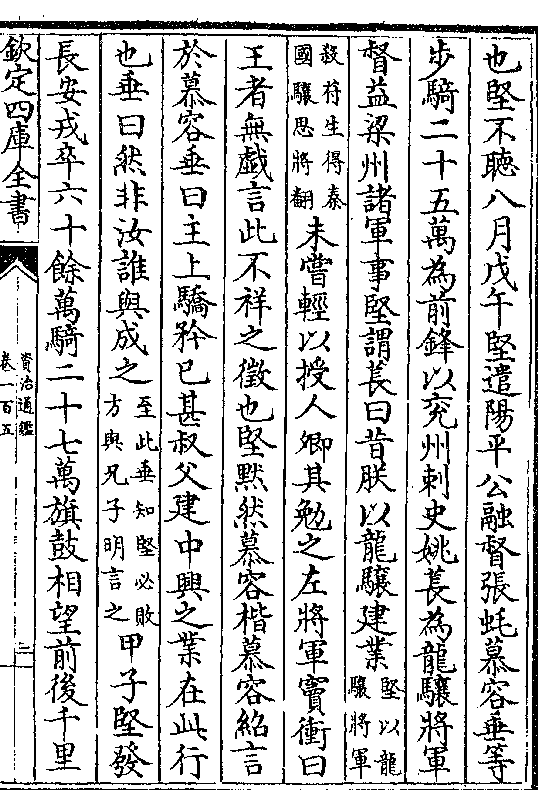 也堅不聽八月戊午堅遣陽平公融督張蚝慕容垂等
步騎二十五萬為前鋒以兖州刺史姚萇為龍驤將軍
督益梁州諸軍事堅謂萇曰昔朕以龍驤建業堅以龍驤將軍
殺苻生得秦國驤思將翻未嘗輕以授人卿其勉之左將軍竇衝曰
王者無戲言此不祥之徵也堅默然慕容楷慕容紹言
於慕容垂曰主上驕矜已甚叔父建中興之業在此行
也垂曰然非汝誰與成之至此垂知堅必敗方與兄子明言之甲子堅發
長安戎卒六十餘萬騎二十七萬旗鼓相望前後千里
欽定四庫全書
資治通鑑
卷一百五
三